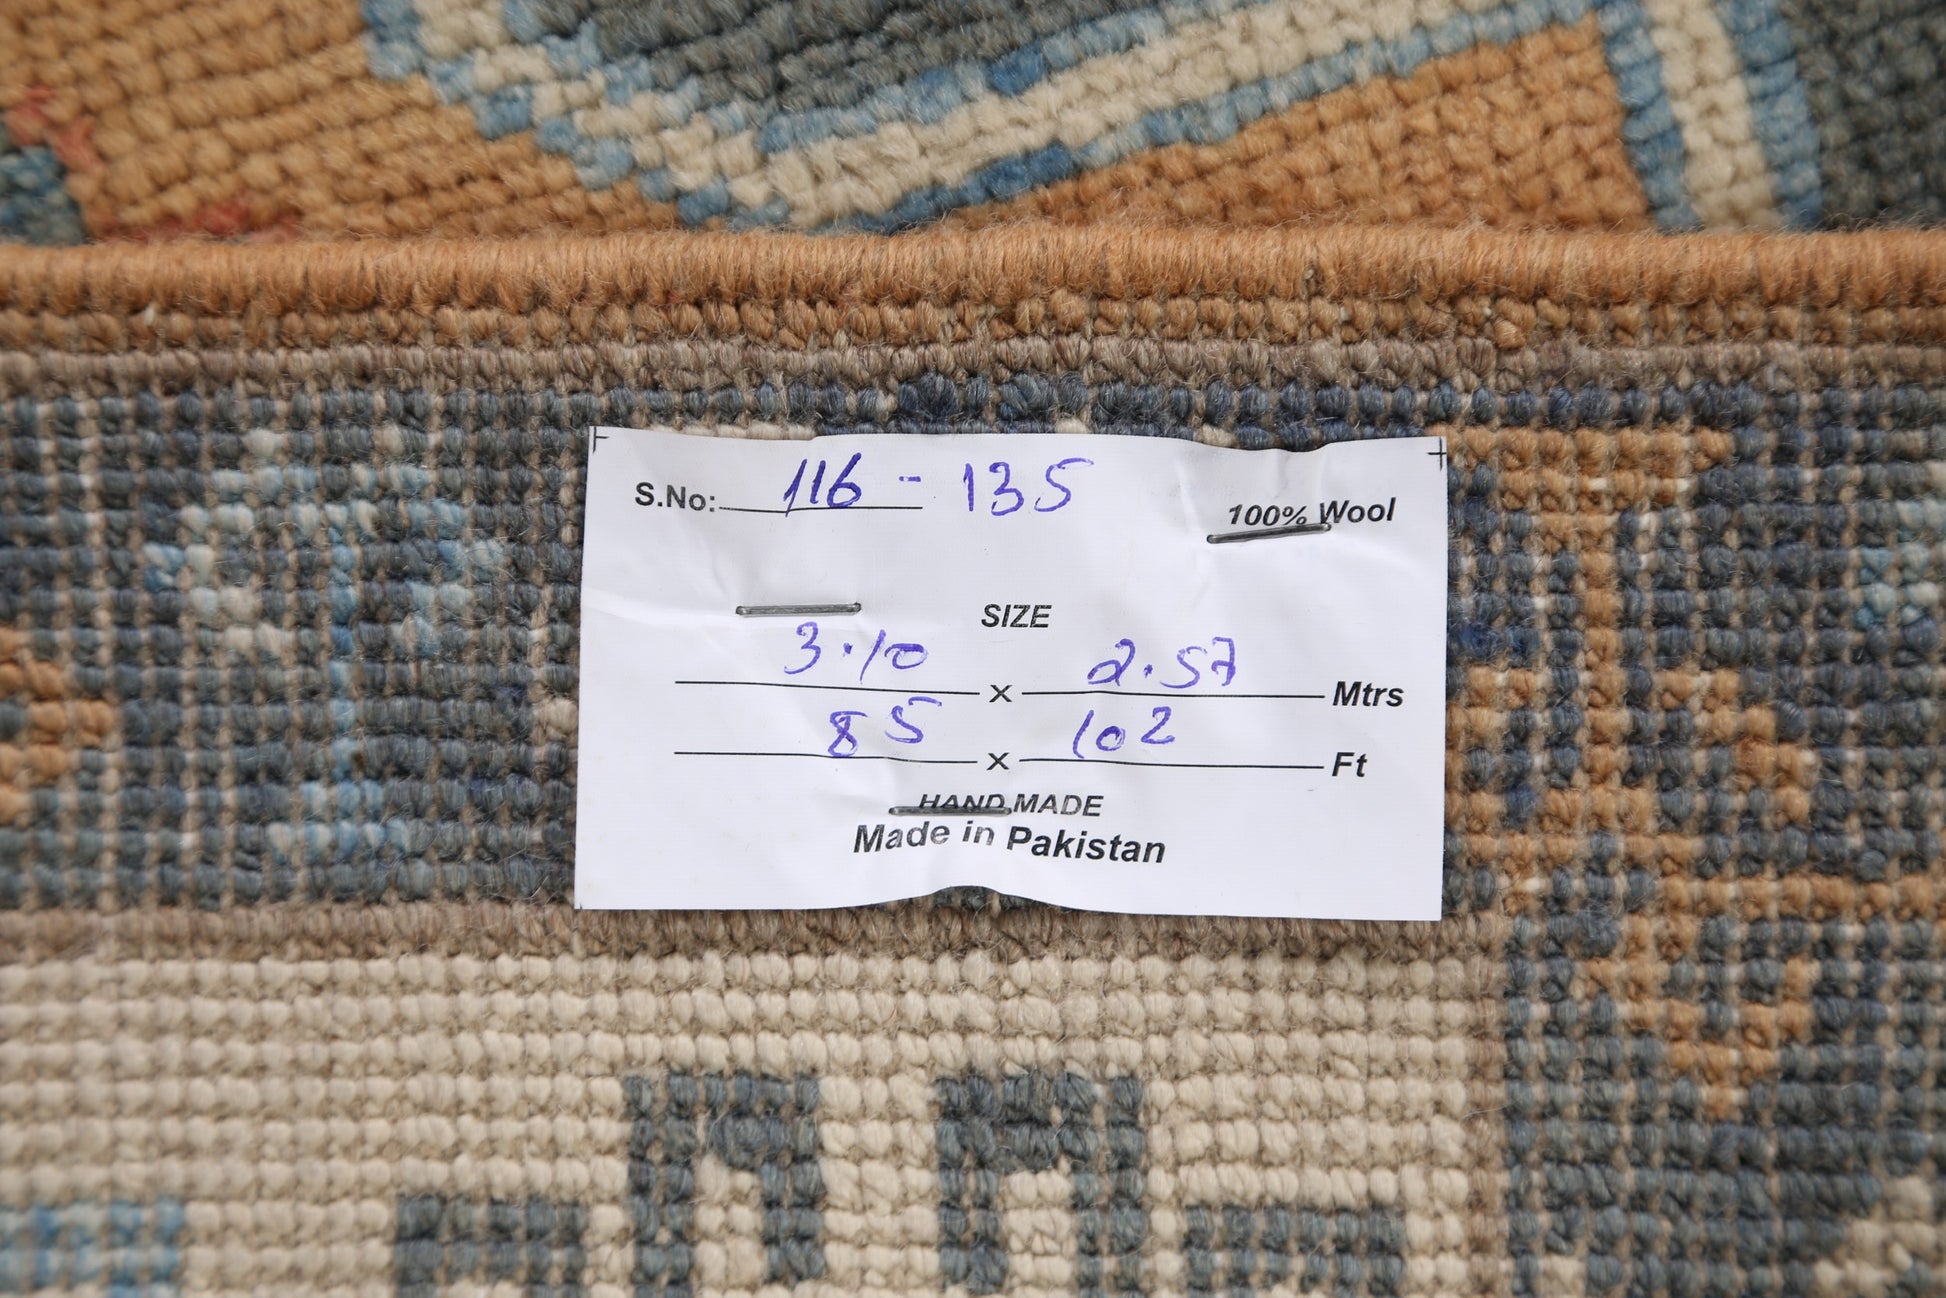 S.No: 116 - 135
100% Wool
SIZE
3.10 x 2.57 Mtrs
85 x 102 Ft
HAND MADE
Made in Pakistan